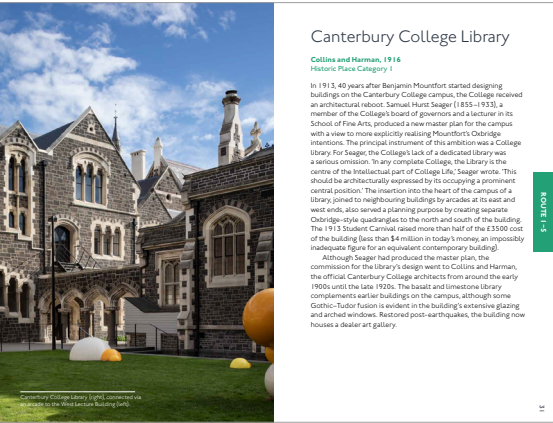 Canterbury College Library
Collins and Harman, 1916
Historic Place Category 1
In 1913, 40 years after Benjamin Mountfort started designing
buildings on the Canterbury College campus, the College received
an architectural reboot. Samuel Hurst Seager (1855–1933), a
member of the College's board of governors and a lecturer in its
School of Fine Arts, produced a new master plan for the campus
with a view to more explicitly realising Mountfort's Oxbridge
intentions. The principal instrument of this ambition was a College
library. For Seager, the College's lack of a dedicated library was
a serious omission. 'In any complete College, the Library is the
centre of the Intellectual part of College Life,' Seager wrote. 'This
should be architecturally expressed by its occupying a prominent
central position.' The insertion into the heart of the campus of a
library, joined to neighbouring buildings by arcades at its east and
west ends, also served a planning purpose by creating separate
Oxbridge-style quadrangles to the north and south of the building.
The 1913 Student Carnival raised more than half of the £3500 cost
of the building (less than $4 million in today's money, an impossibly
inadequate figure for an equivalent contemporary building).
Although Seager had produced the master plan, the
commission for the library's design went to Collins and Harman,
the official Canterbury College architects from around the early
1900s until the late 1920s. The basalt and limestone library
complements earlier buildings on the campus, although some
Gothic–Tudor fusion is evident in the building's extensive glazing
and arched windows. Restored post-earthquakes, the building now
houses a dealer art gallery.
ROUTE 1–5
Canterbury College Library (right), connected via
an arcade to the West Lecture Building (left).